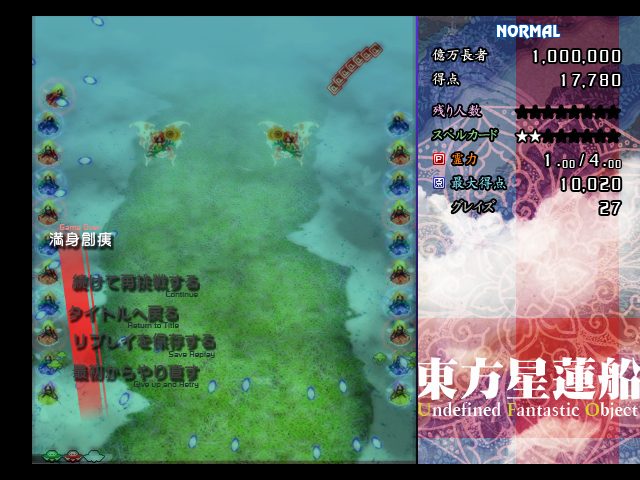 NORMAL
億万長者 1,000,000
得点 17,780
残り人数
スペルカード
P 霊力 1.00/4.00
点 最大得点 10,020
グレイズ 27
Game Over
満身創痍
続けて再挑戦する
Continue
タイトルへ戻る
Return to Title
リプレイを保存する
Save Replay
最初からやり直す
Give up and Retry
東方星蓮船
Undefined Fantastic Object